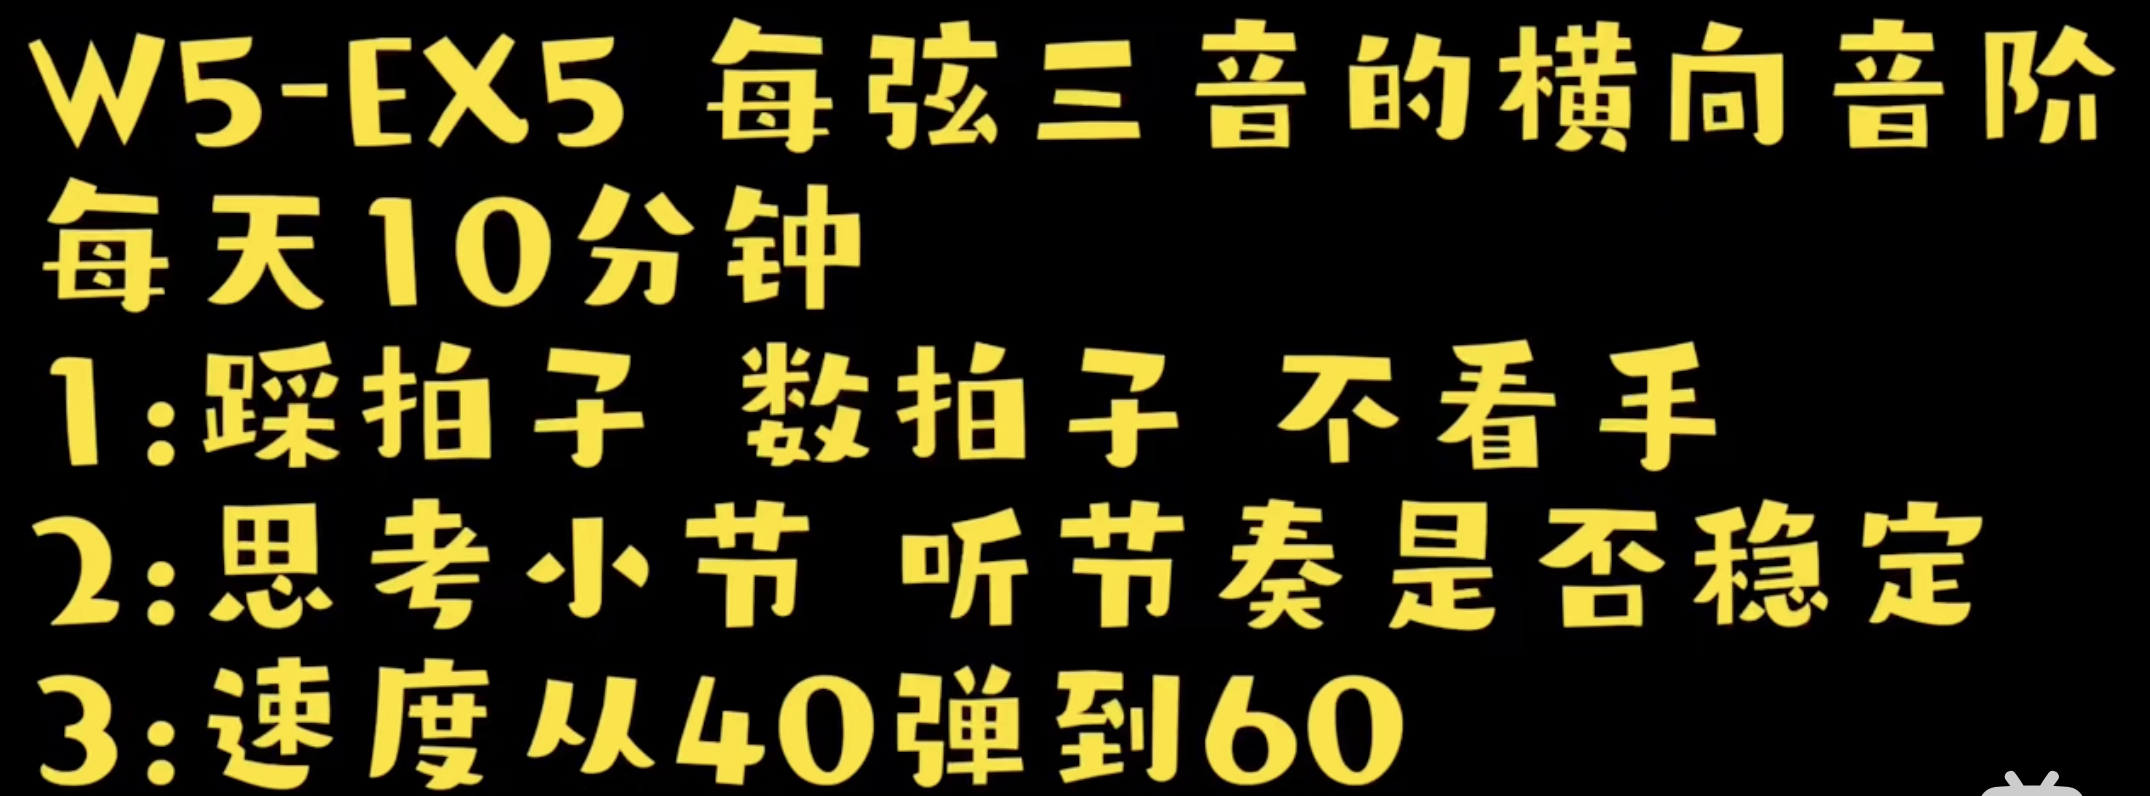 W5-EX5 每弦三音的横向音阶
每天10分钟
1:踩拍子 数拍子 不看手
2:思考小节 听节奏是否稳定
3:速度从40弹到60